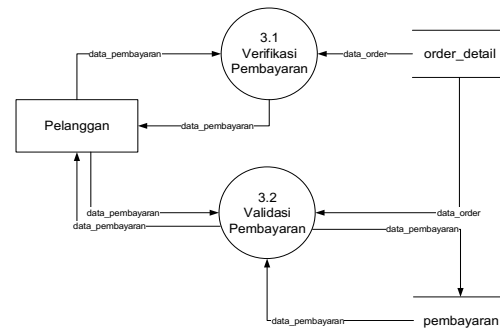 3.1
Verifikasi
Pembayaran
data_pembayaran
data_order
order_detail
Pelanggan
data_pembayaran
3.2
Validasi
Pembayaran
data_pembayaran
data_order
data_pembayaran
data_pembayaran
data_pembayaran
pembayaran